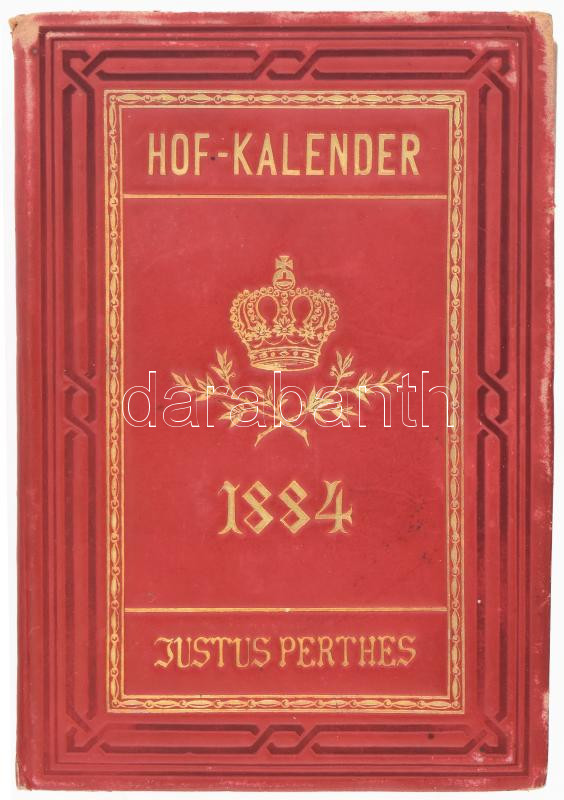 HOF-KALENDER
darabanth
1884
JUSTUS PERTHES